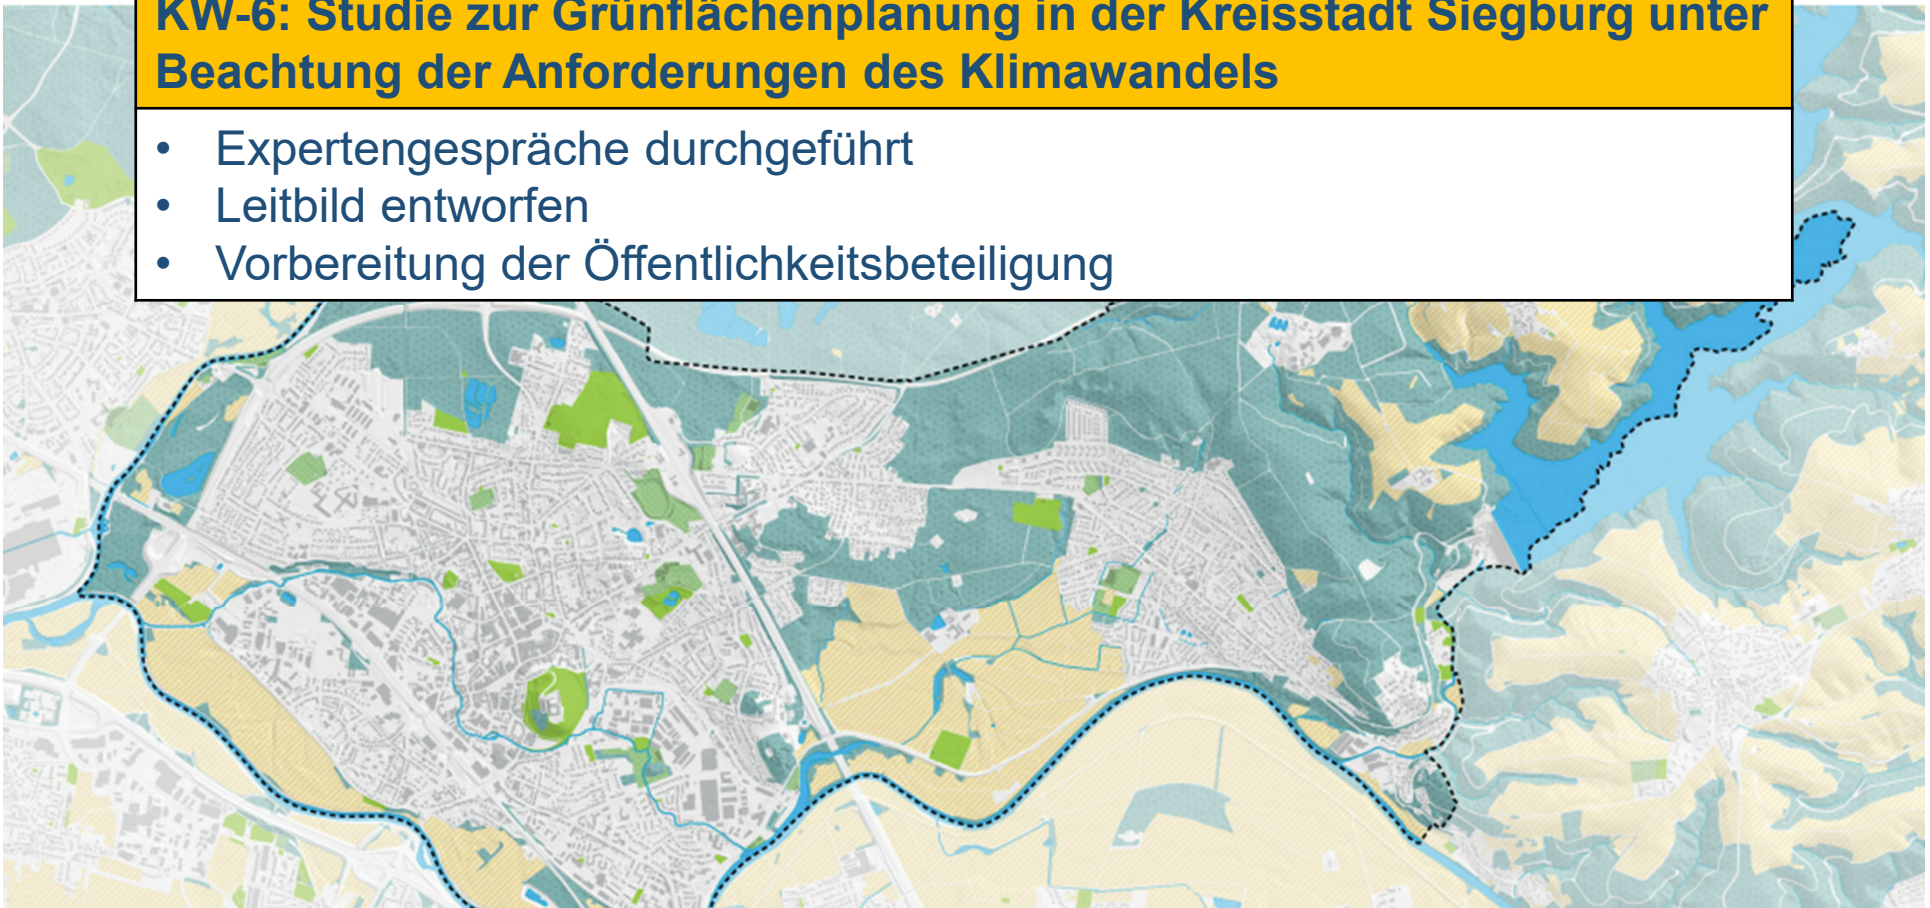 KW-6: Studie zur Grünflächenplanung in der Kreisstadt Siegburg unter
Beachtung der Anforderungen des Klimawandels
• Expertengespräche durchgeführt
• Leitbild entworfen
• Vorbereitung der Öffentlichkeitsbeteiligung